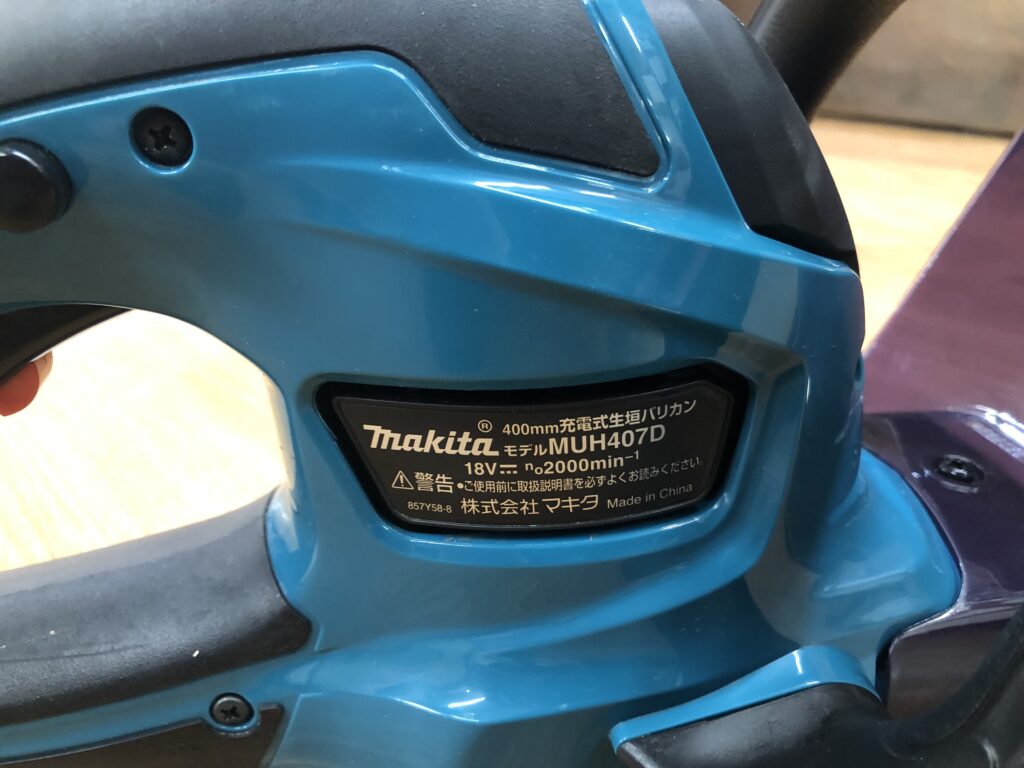 makita® 400mm充電式生垣バリカン
モデルMUH407D
18V⎓ n₀2000min⁻¹
⚠警告 •ご使用前に取扱説明書を必ずよくお読みください。
857Y58-8 株式会社 マキタ Made in China